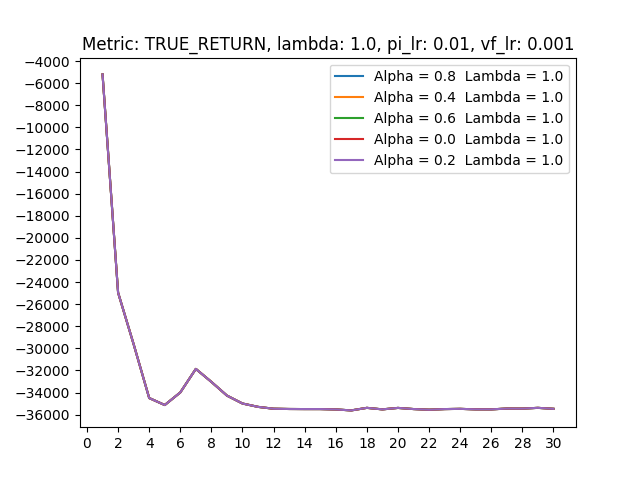 Metric: TRUE_RETURN, lambda: 1.0, pi_lr: 0.01, vf_lr: 0.001
−4000
−6000
−8000
−10000
−12000
−14000
−16000
−18000
−20000
−22000
−24000
−26000
−28000
−30000
−32000
−34000
−36000
Alpha = 0.8  Lambda = 1.0
Alpha = 0.4  Lambda = 1.0
Alpha = 0.6  Lambda = 1.0
Alpha = 0.0  Lambda = 1.0
Alpha = 0.2  Lambda = 1.0
0 2 4 6 8 10 12 14 16 18 20 22 24 26 28 30